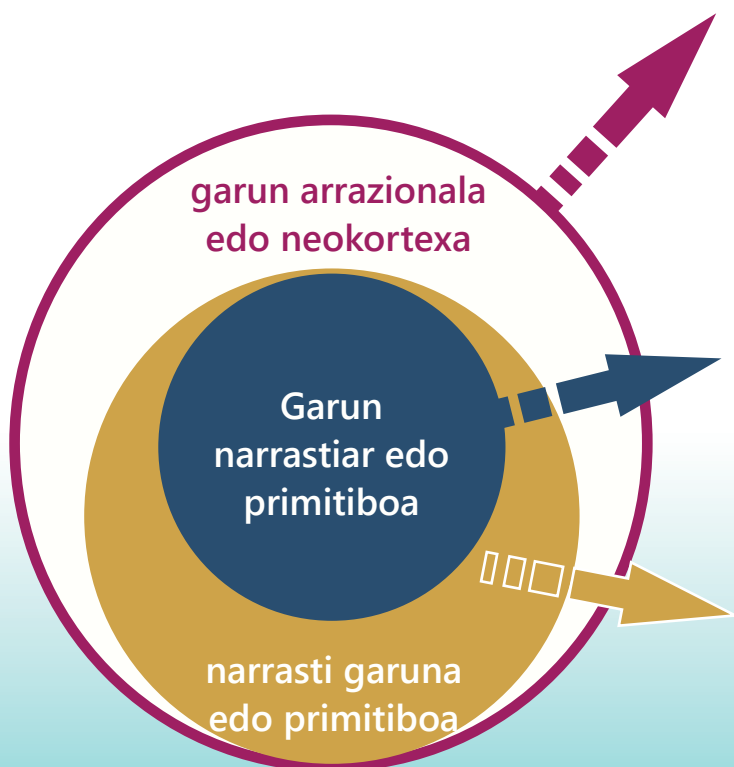 garun arrazionala
edo neokortexa
Garun
narrastiar edo
primitiboa
narrasti garuna
edo primitiboa